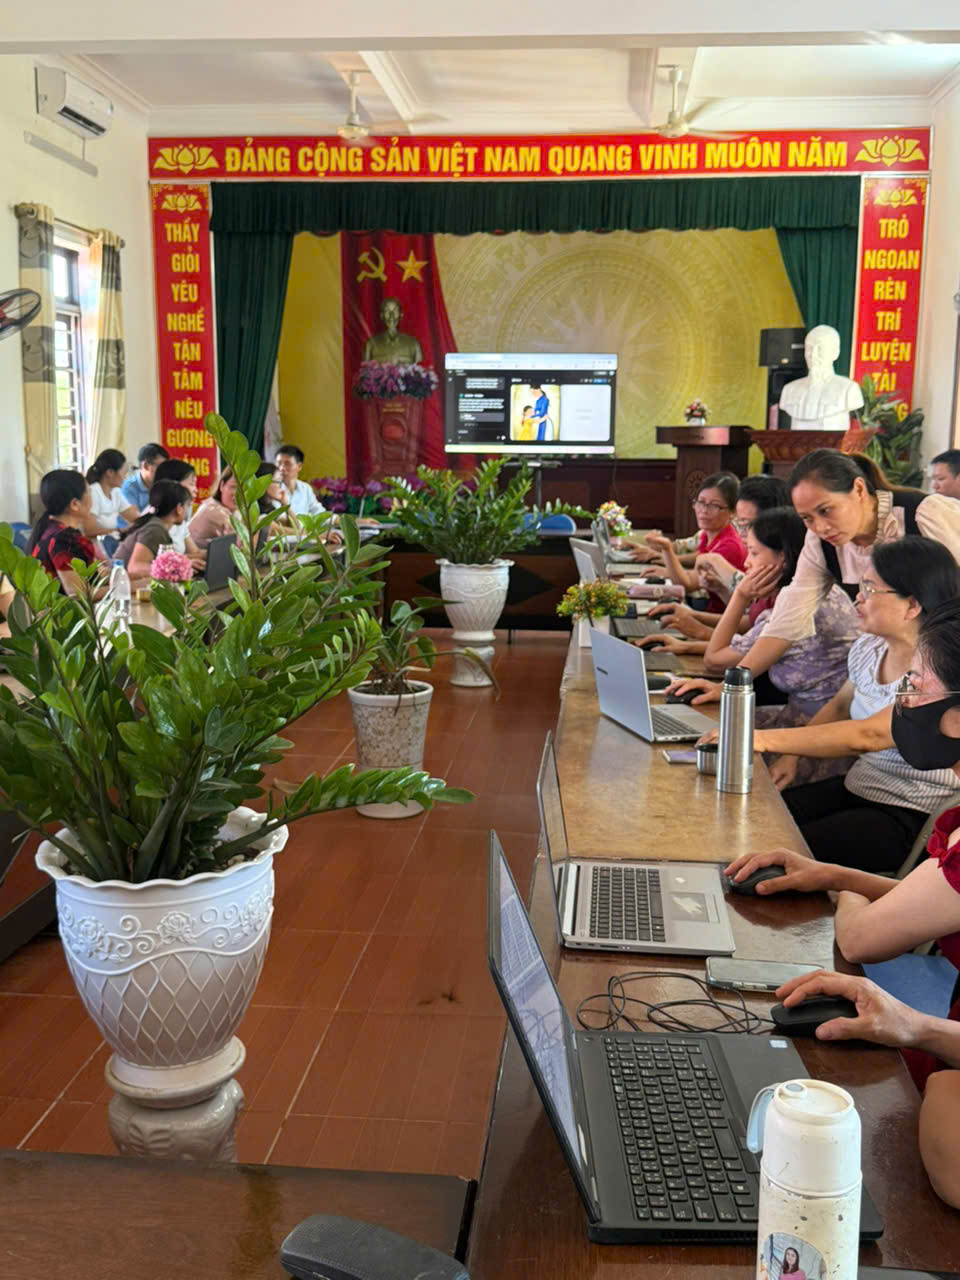 ĐẢNG CỘNG SẢN VIỆT NAM QUANG VINH MUÔN NĂM
THẦY
GIỎI
YÊU
NGHỀ
TẬN
TÂM
NÊU
GƯƠNG
SÁNG
TRÒ
NGOAN
RÈN
TRÍ
LUYỆN
TÀI